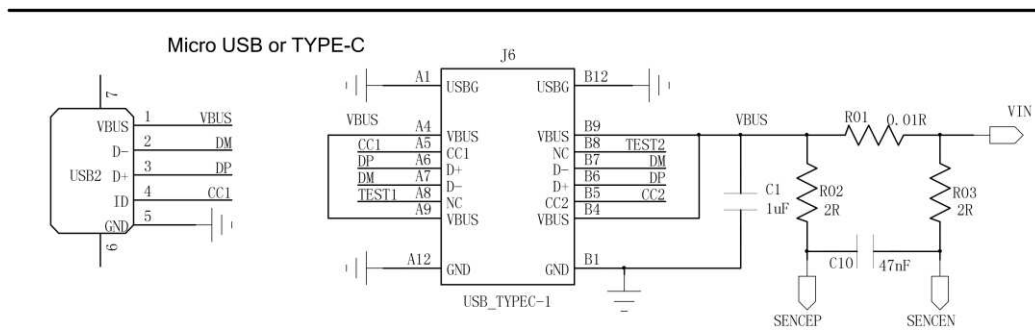 Micro USB or TYPE-C
J6
7
A1
USBG
USBG
B12
VIN
1
VBUS
VBUS
VBUS
A4
VBUS
VBUS
B9
VBUS
R01
0.01R
2
D-
DM
CC1
A5
CC1
NC
B8
TEST2
DP
A6
D+
D-
B7
DM
USB2
3
D+
DP
DM
A7
D-
D+
B6
DP
C1
1uF
R02
2R
R03
2R
4
ID
CC1
TEST1
A8
NC
CC2
B5
CC2
A9
VBUS
VBUS
B4
5
GND
6
A12
GND
GND
B1
C10
47nF
USB_TYPEC-1
SENCEP
SENCEN